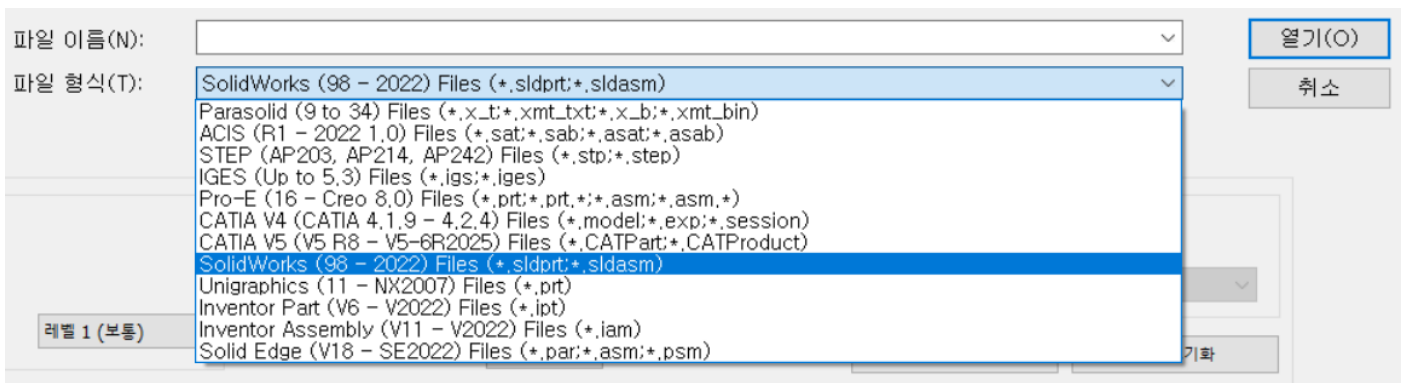 파일 이름(N):
열기(O)
파일 형식(T):
SolidWorks (98 - 2022) Files (*.sldprt;*.sldasm)
취소
Parasolid (9 to 34) Files (*.x_t;*.xmt_txt;*.x_b;*.xmt_bin)
ACIS (R1 - 2022 1.0) Files (*.sat;*.sab;*.asat;*.asab)
STEP (AP203, AP214, AP242) Files (*.stp;*.step)
IGES (Up to 5.3) Files (*.igs;*.iges)
Pro-E (16 - Creo 8.0) Files (*.prt;*.prt.*;*.asm;*.asm.*)
CATIA V4 (CATIA 4.1.9 - 4.2.4) Files (*.model;*.exp;*.session)
CATIA V5 (V5 R8 - V5-6R2025) Files (*.CATPart;*.CATProduct)
SolidWorks (98 - 2022) Files (*.sldprt;*.sldasm)
Unigraphics (11 - NX2007) Files (*.prt)
Inventor Part (V6 - V2022) Files (*.ipt)
Inventor Assembly (V11 - V2022) Files (*.iam)
레벨 1 (보통)
Solid Edge (V18 - SE2022) Files (*.par;*.asm;*.psm)
기화